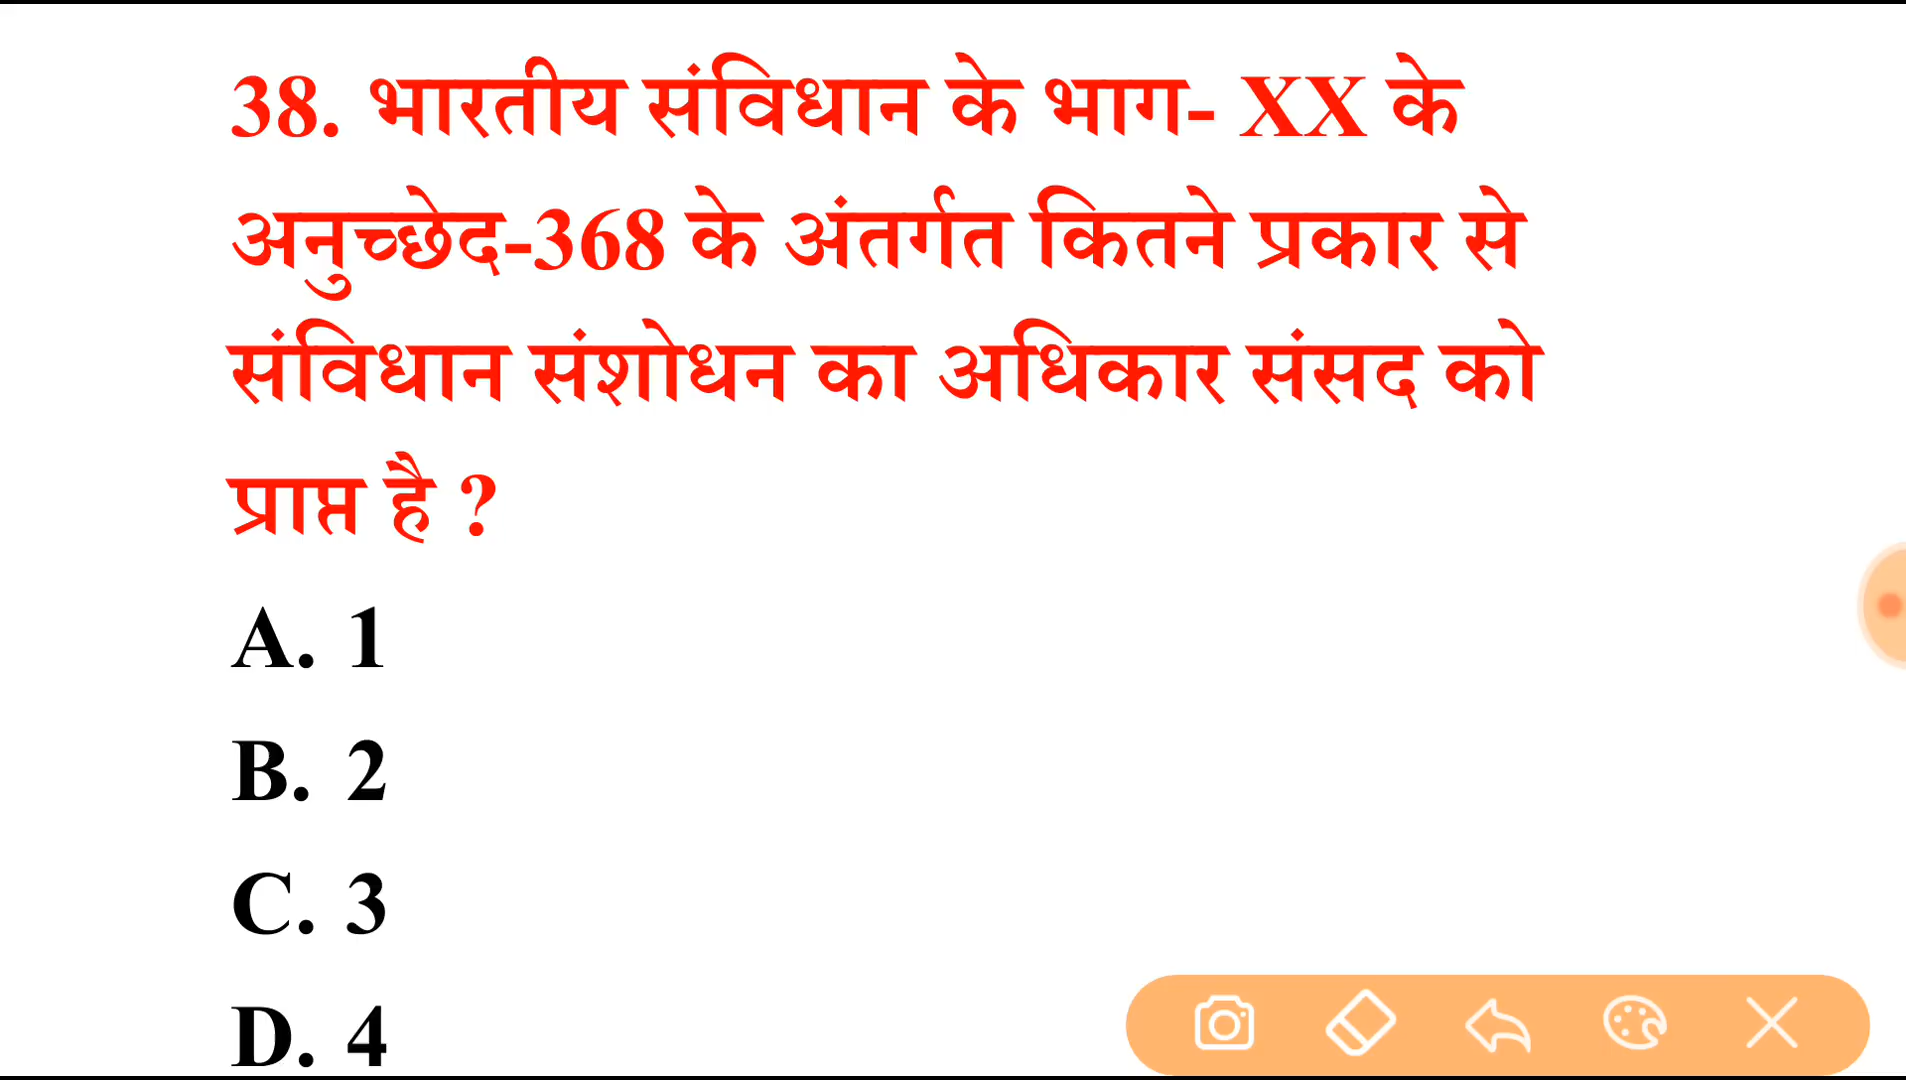 38. भारतीय संविधान के भाग- XX के
अनुच्छेद-368 के अंतर्गत कितने प्रकार से
संविधान संशोधन का अधिकार संसद को
प्राप्त है ?
A. 1
B. 2
C. 3
D. 4